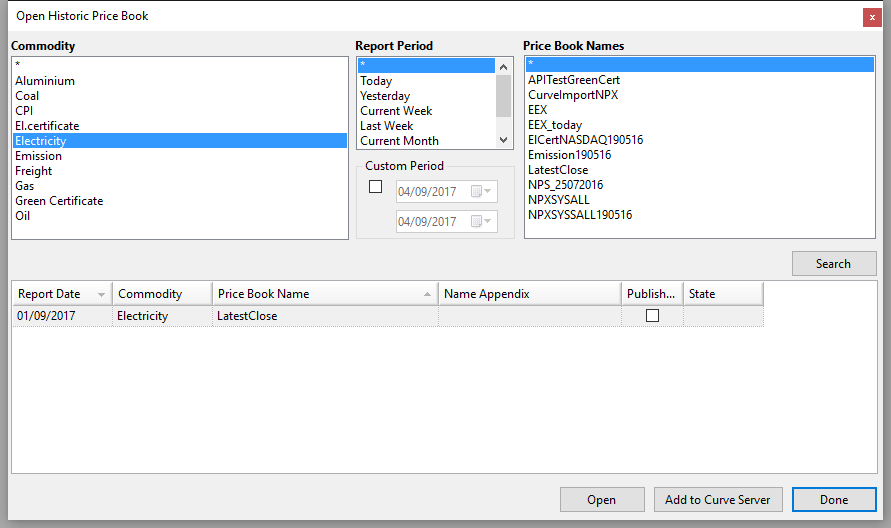 Open Historic Price Book
x
Commodity
*
Aluminium
Coal
CPI
El.certificate
Electricity
Emission
Freight
Gas
Green Certificate
Oil
Report Period
*
Today
Yesterday
Current Week
Last Week
Current Month
Custom Period
04/09/2017
04/09/2017
Price Book Names
*
APITestGreenCert
CurveImportNPX
EEX
EEX_today
ElCertNASDAQ190516
Emission190516
LatestClose
NPS_25072016
NPXSYSALL
NPXSYSSALL190516
Search
Report Date Commodity Price Book Name Name Appendix Publish... State
01/09/2017 Electricity LatestClose
Open Add to Curve Server Done